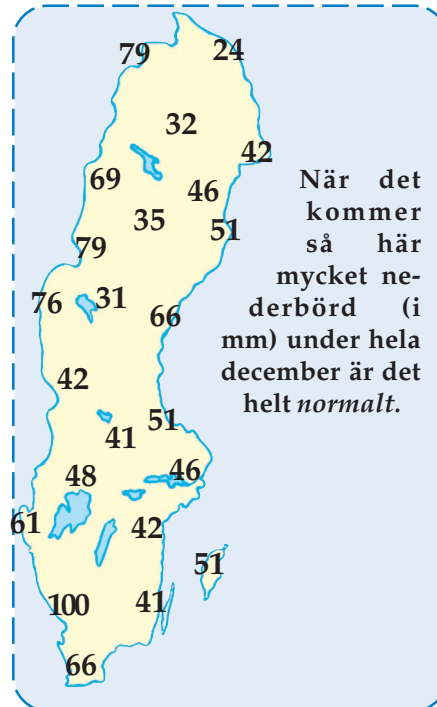 79 24
32
42
69
46
35
51
79
76 31
66
42
51
41
48 46
61
42
51
100 41
66
När det
kommer
så här
mycket ne-
derbörd (i
mm) under hela
december är det
helt normalt.